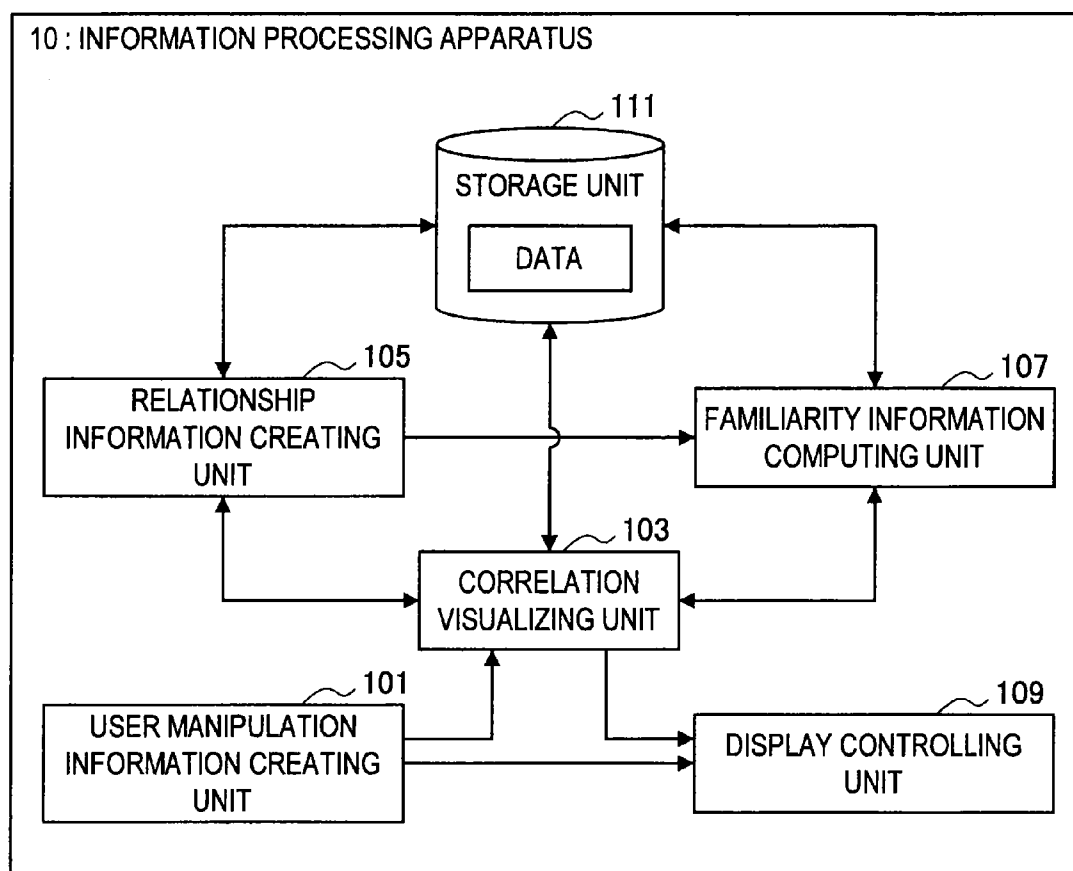 10 : INFORMATION PROCESSING APPARATUS
111
STORAGE UNIT
DATA
105
RELATIONSHIP
INFORMATION CREATING
UNIT
107
FAMILIARITY INFORMATION
COMPUTING UNIT
103
CORRELATION
VISUALIZING UNIT
101
USER MANIPULATION
INFORMATION CREATING
UNIT
109
DISPLAY CONTROLLING
UNIT